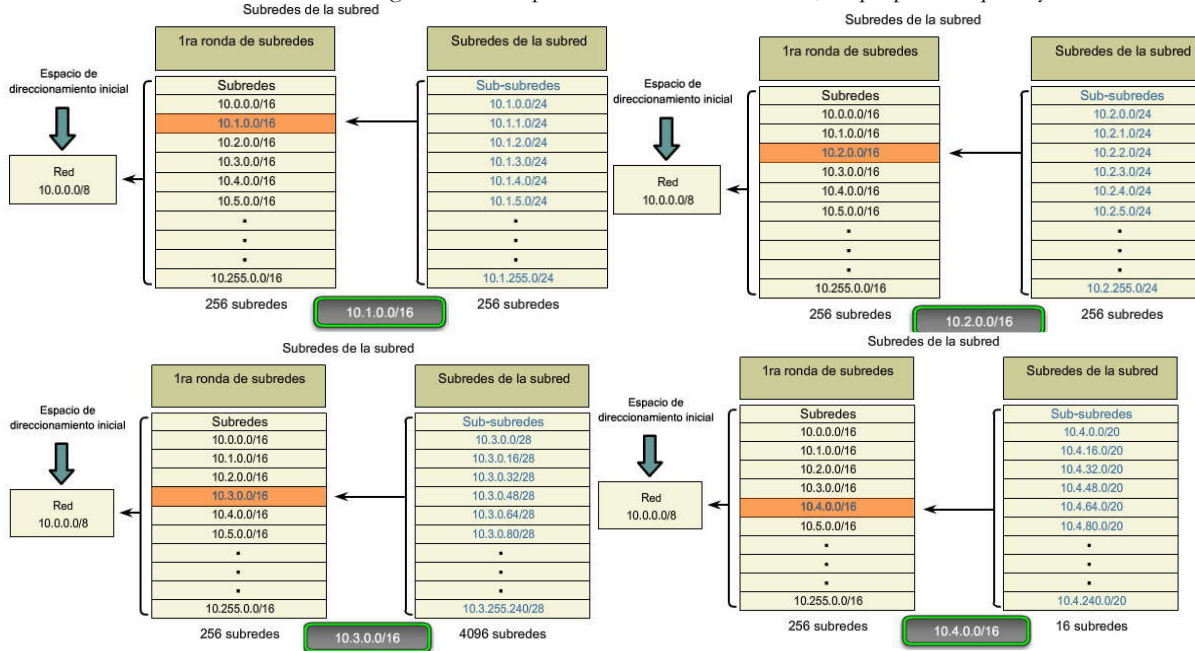 Subredes de la subred
1ra ronda de subredes
Subredes de la subred
Espacio de
direccionamiento inicial
Red
10.0.0.0/8
Subredes
10.0.0.0/16
10.1.0.0/16
10.2.0.0/16
10.3.0.0/16
10.4.0.0/16
10.5.0.0/16
.
.
.
10.255.0.0/16
256 subredes
Sub-subredes
10.1.0.0/24
10.1.1.0/24
10.1.2.0/24
10.1.3.0/24
10.1.4.0/24
10.1.5.0/24
.
.
.
10.1.255.0/24
256 subredes
10.1.0.0/16
Subredes de la subred
1ra ronda de subredes
Subredes de la subred
Espacio de
direccionamiento inicial
Red
10.0.0.0/8
Subredes
10.0.0.0/16
10.1.0.0/16
10.2.0.0/16
10.3.0.0/16
10.4.0.0/16
10.5.0.0/16
.
.
.
10.255.0.0/16
256 subredes
Sub-subredes
10.2.0.0/24
10.2.1.0/24
10.2.2.0/24
10.2.3.0/24
10.2.4.0/24
10.2.5.0/24
.
.
.
10.2.255.0/24
256 subredes
10.2.0.0/16
Subredes de la subred
1ra ronda de subredes
Subredes de la subred
Espacio de
direccionamiento inicial
Red
10.0.0.0/8
Subredes
10.0.0.0/16
10.1.0.0/16
10.2.0.0/16
10.3.0.0/16
10.4.0.0/16
10.5.0.0/16
.
.
.
10.255.0.0/16
256 subredes
Sub-subredes
10.3.0.0/28
10.3.0.16/28
10.3.0.32/28
10.3.0.48/28
10.3.0.64/28
10.3.0.80/28
.
.
.
10.3.255.240/28
4096 subredes
10.3.0.0/16
Subredes de la subred
1ra ronda de subredes
Subredes de la subred
Espacio de
direccionamiento inicial
Red
10.0.0.0/8
Subredes
10.0.0.0/16
10.1.0.0/16
10.2.0.0/16
10.3.0.0/16
10.4.0.0/16
10.5.0.0/16
.
.
.
10.255.0.0/16
256 subredes
Sub-subredes
10.4.0.0/20
10.4.16.0/20
10.4.32.0/20
10.4.48.0/20
10.4.64.0/20
10.4.80.0/20
.
.
.
10.4.240.0/20
16 subredes
10.4.0.0/16